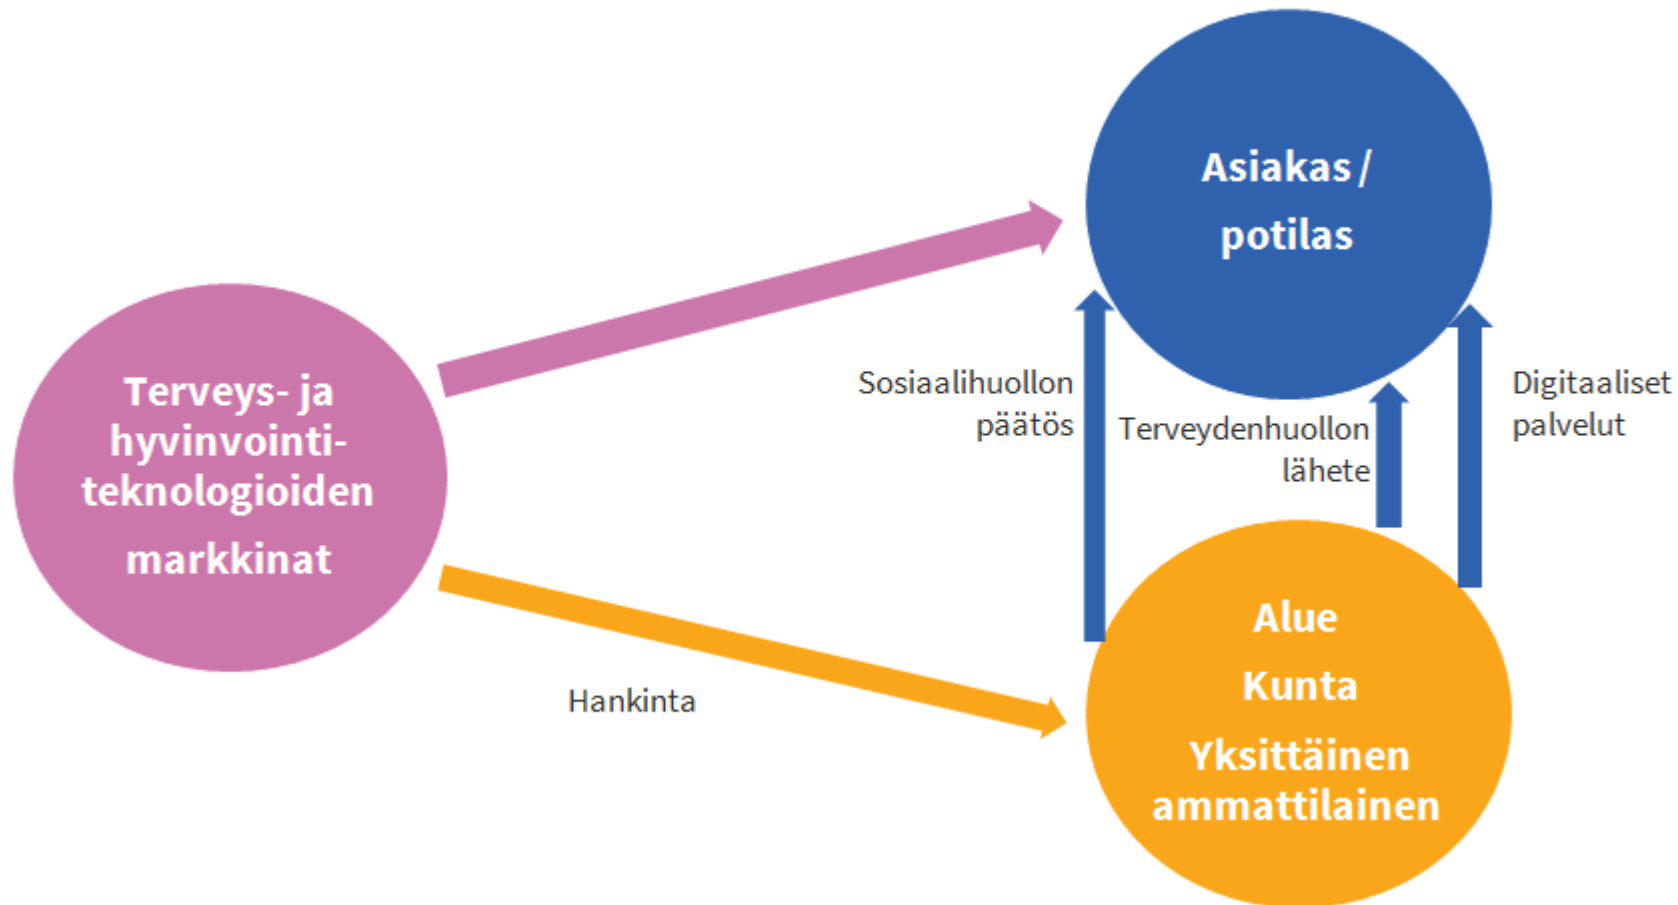 Asiakas /
potilas
Terveys- ja
hyvinvointi-
teknologioiden
markkinat
Sosiaalihuollon
päätös
Terveydenhuollon
lähete
Digitaaliset
palvelut
Hankinta
Alue
Kunta
Yksittäinen
ammattilainen